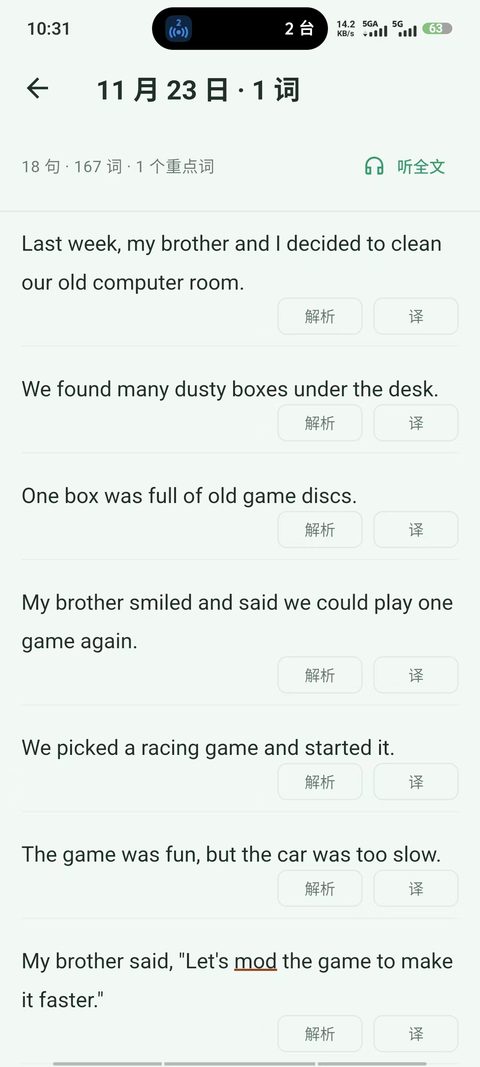 10:31
2
2 台
14.2 KB/s 5GA 5G 63
11 月 23 日 · 1 词
18 句 · 167 词 · 1 个重点词 听全文
Last week, my brother and I decided to clean
our old computer room.
解析 译
We found many dusty boxes under the desk.
解析 译
One box was full of old game discs.
解析 译
My brother smiled and said we could play one
game again.
解析 译
We picked a racing game and started it.
解析 译
The game was fun, but the car was too slow.
解析 译
My brother said, "Let's mod the game to make
it faster."
解析 译